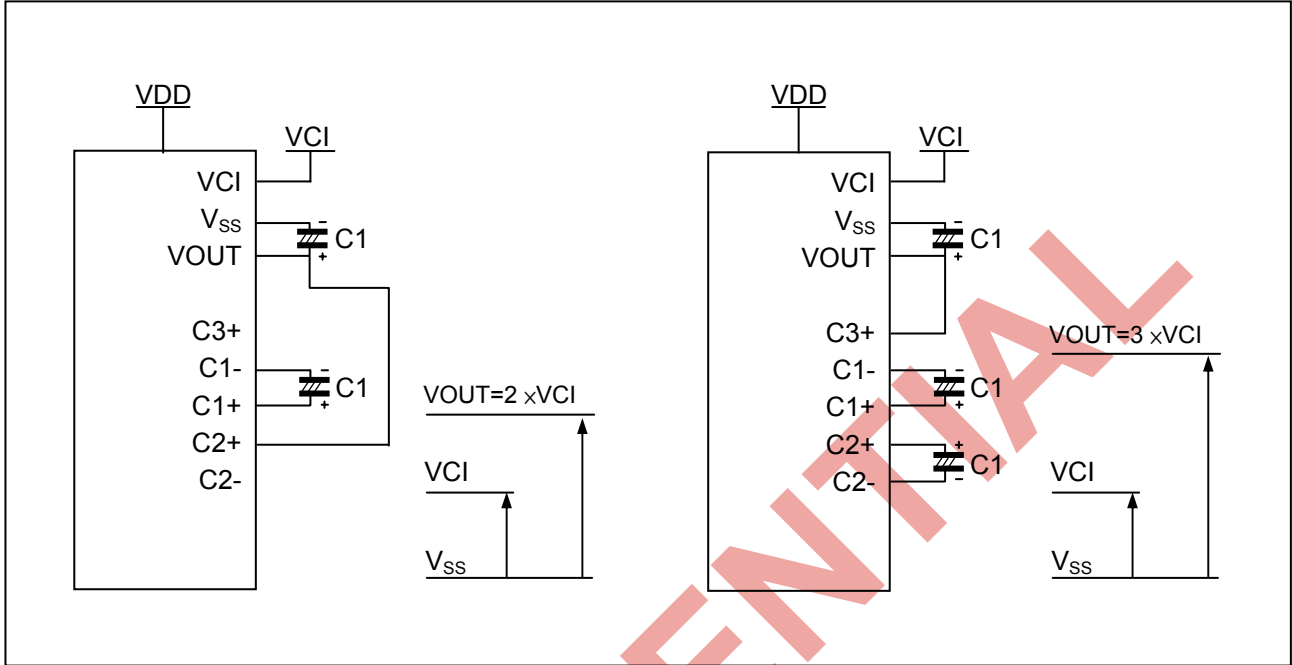 VDD
VCI
VCI
VSS
VOUT
- C1 +
C3+
C1-
C1+
- C1 +
C2+
C2-
VOUT=2 ×VCI
VCI
VSS
VDD
VCI
VCI
VSS
VOUT
- C1 +
C3+
C1-
C1+
- C1 +
C2+
C2-
+ C1 -
VOUT=3 ×VCI
VCI
VSS
ENTIAL